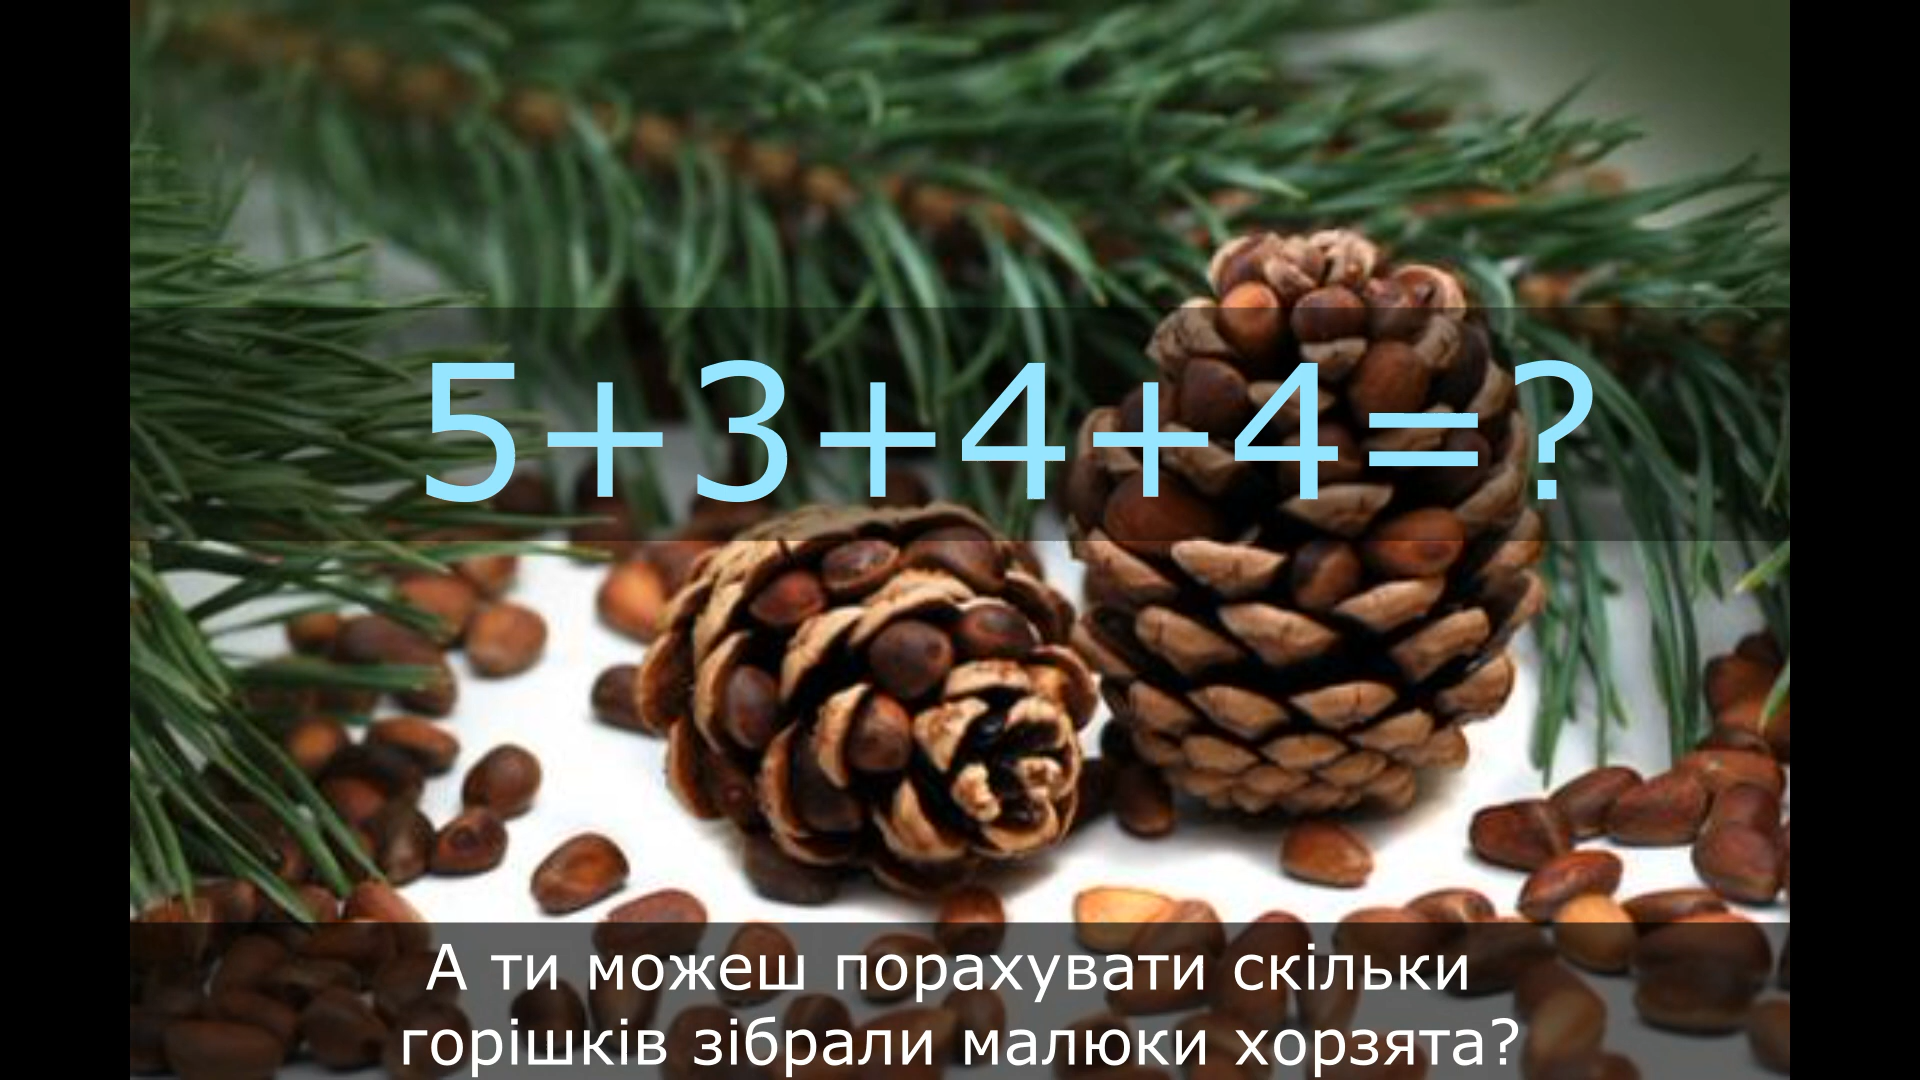 5+3+4+4=?
А ти можеш порахувати скільки
горішків зібрали малюки хорзята?